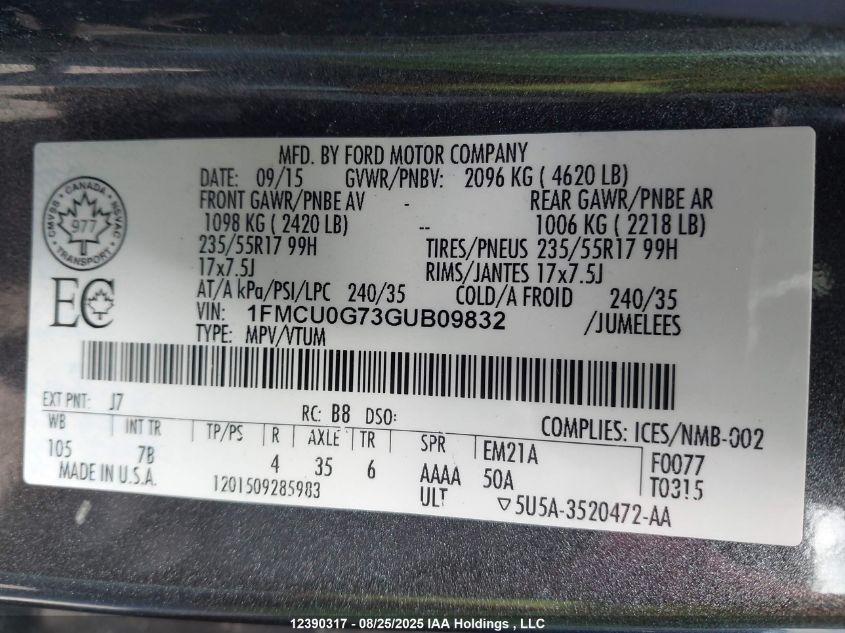 MFD. BY FORD MOTOR COMPANY
DATE: 09/15 GVWR/PNBV: 2096 KG ( 4620 LB)
FRONT GAWR/PNBE AV - REAR GAWR/PNBE AR
1098 KG ( 2420 LB) -- 1006 KG ( 2218 LB)
235/55R17 99H TIRES/PNEUS 235/55R17 99H
17x7.5J RIMS/JANTES 17x7.5J
AT/A kPa/PSI/LPC 240/35 COLD/A FROID 240/35
VIN: 1FMCU0G73GUB09832 /JUMELEES
TYPE: MPV/VTUM
CANADA
CMVSS 977 NSVAC
TRANSPORT
EC
EXT PNT: J7 RC: B8 DSO: COMPLIES: ICES/NMB-002
WB INT TR TP/PS R AXLE TR SPR EM21A F0077
105 7B 4 35 6 AAAA 50A T0315
MADE IN U.S.A. 1201509285983 ULT 5U5A-3520472-AA
12390317 - 08/25/2025 IAA Holdings , LLC